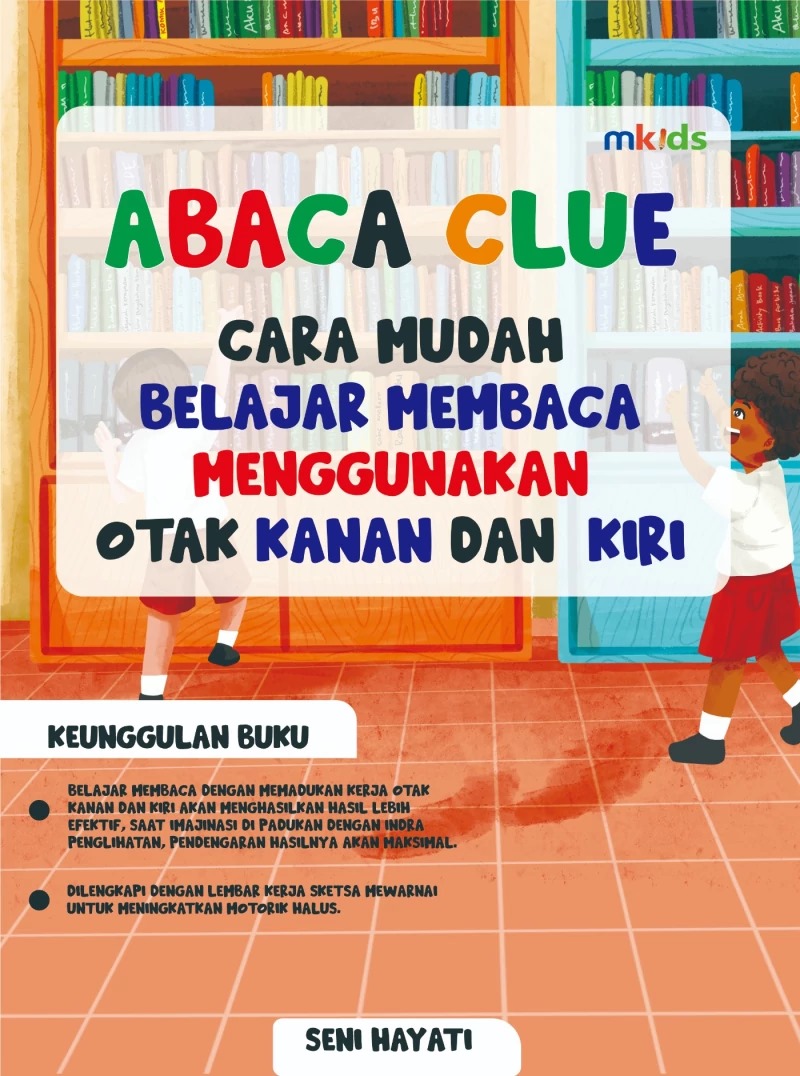 mkids
ABACA CLUE
CARA MUDAH
BELAJAR MEMBACA
MENGGUNAKAN
OTAK KANAN DAN KIRI
KEUNGGULAN BUKU
BELAJAR MEMBACA DENGAN MEMADUKAN KERJA OTAK
KANAN DAN KIRI AKAN MENGHASILKAN HASIL LEBIH
EFEKTIF, SAAT IMAJINASI DI PADUKAN DENGAN INDRA
PENGLIHATAN, PENDENGARAN HASILNYA AKAN MAKSIMAL.
DILENGKAPI DENGAN LEMBAR KERJA SKETSA MEWARNAI
UNTUK MENINGKATKAN MOTORIK HALUS.
SENI HAYATI